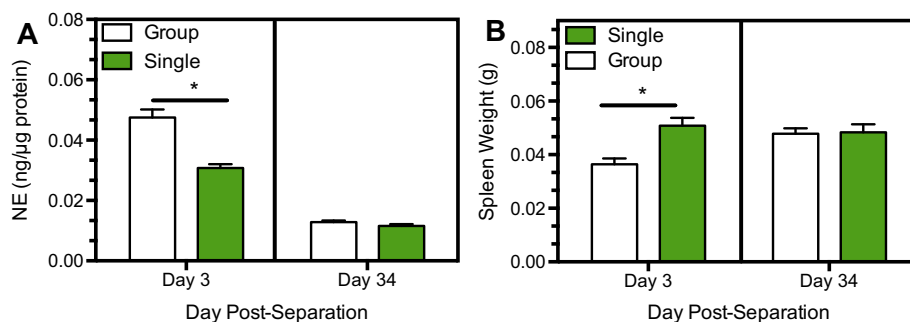 A
NE (ng/µg protein)
0.08
0.06
0.04
0.02
0.00
Group
Single
*
Day 3
Day 34
Day Post-Separation
B
Spleen Weight (g)
0.08
0.06
0.04
0.02
0.00
Single
Group
*
Day 3
Day 34
Day Post-Separation